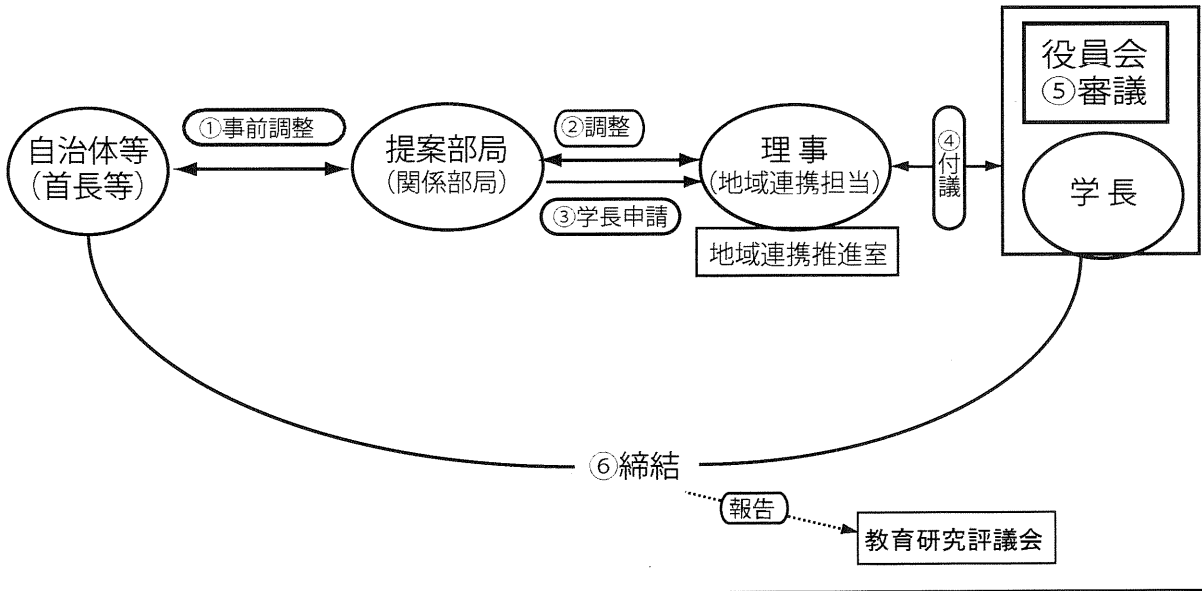 自治体等
(首長等)
①事前調整
提案部局
(関係部局)
②調整
③学長申請
理事
(地域連携担当)
地域連携推進室
④付議
役員会
⑤審議
学長
⑥締結
報告
教育研究評議会